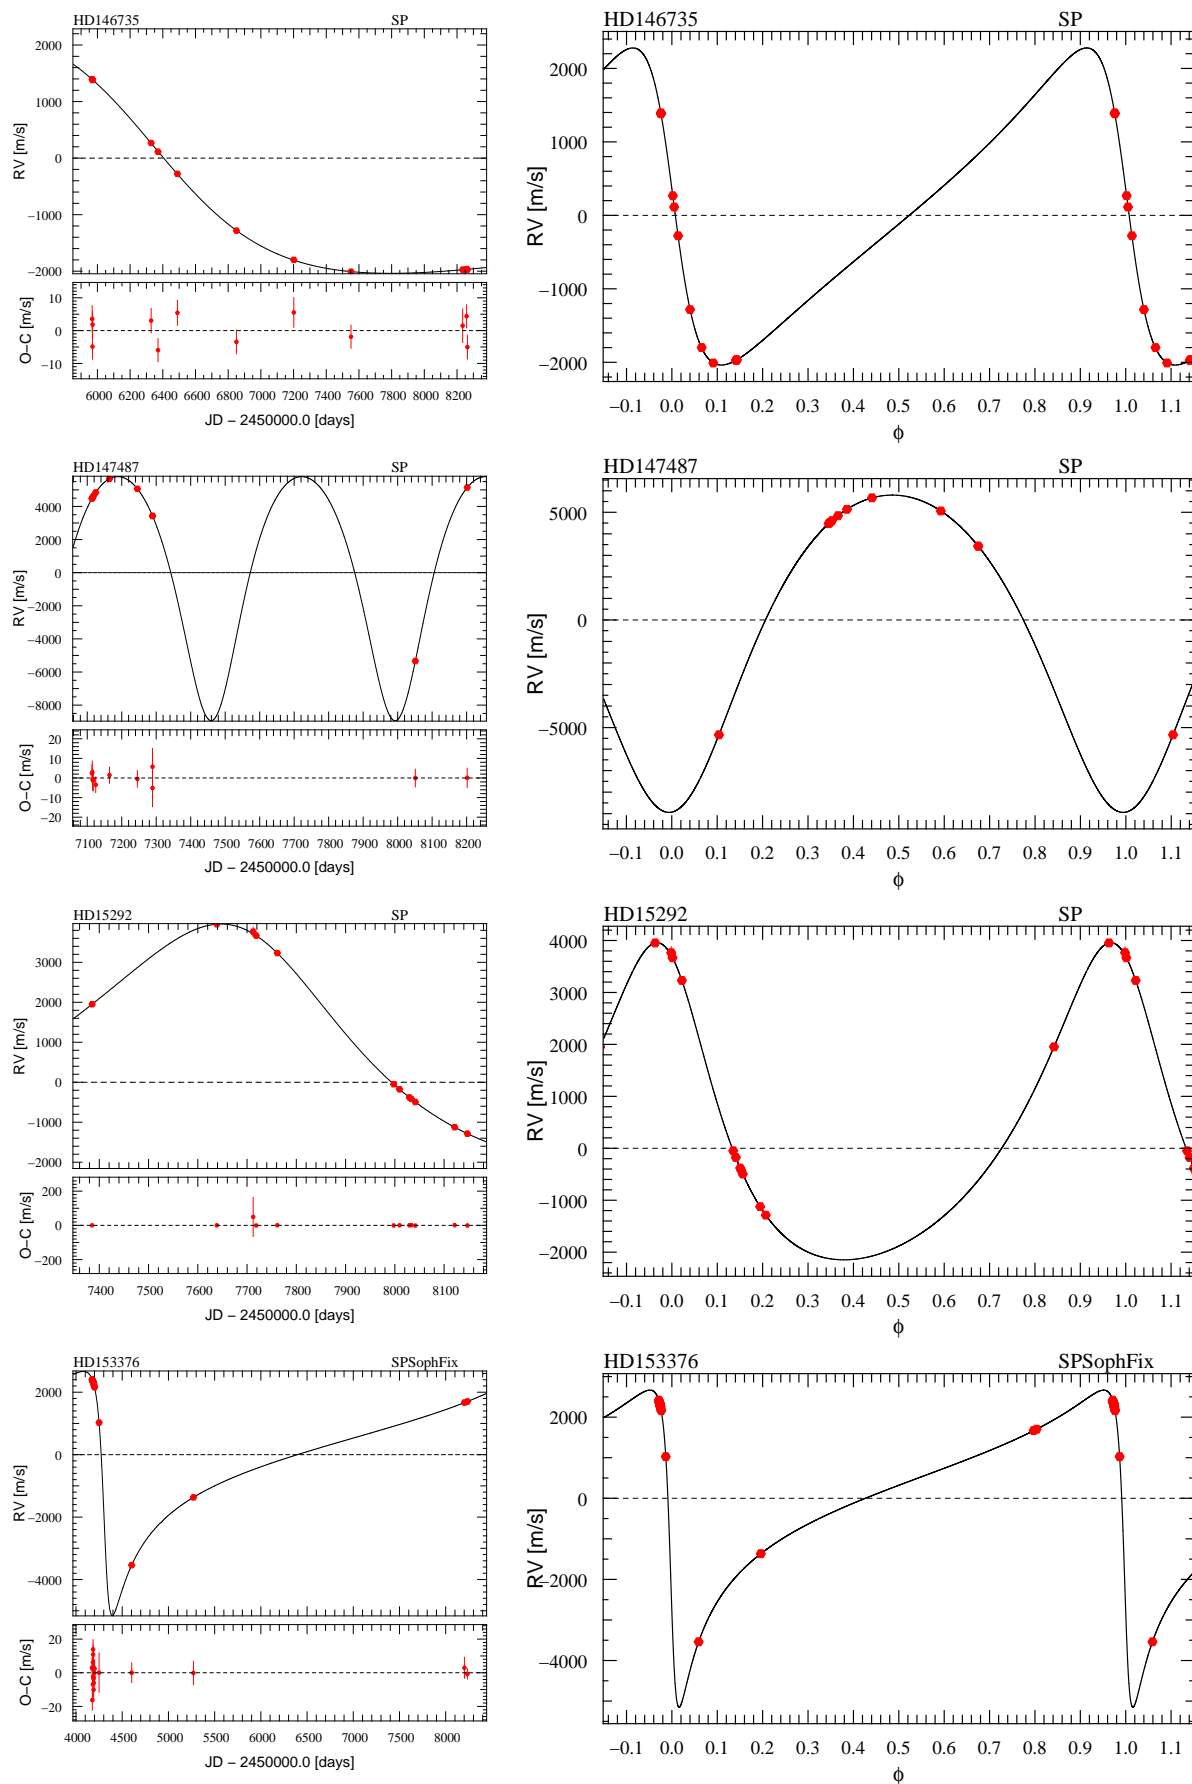 HD146735 SP
2000
1000
0
−1000
−2000
RV [m/s]
10
0
−10
O−C [m/s]
6000 6200 6400 6600 6800 7000 7200 7400 7600 7800 8000 8200
JD − 2450000.0 [days]
HD146735 SP
2000
1000
0
−1000
−2000
RV [m/s]
−0.1 0.0 0.1 0.2 0.3 0.4 0.5 0.6 0.7 0.8 0.9 1.0 1.1
ϕ
HD147487 SP
4000
2000
0
−2000
−4000
−6000
−8000
RV [m/s]
20
10
0
−10
−20
O−C [m/s]
7100 7200 7300 7400 7500 7600 7700 7800 7900 8000 8100 8200
JD − 2450000.0 [days]
HD147487 SP
5000
0
−5000
RV [m/s]
−0.1 0.0 0.1 0.2 0.3 0.4 0.5 0.6 0.7 0.8 0.9 1.0 1.1
ϕ
HD15292 SP
3000
2000
1000
0
−1000
−2000
RV [m/s]
200
0
−200
O−C [m/s]
7400 7500 7600 7700 7800 7900 8000 8100
JD − 2450000.0 [days]
HD15292 SP
4000
3000
2000
1000
0
−1000
−2000
RV [m/s]
−0.1 0.0 0.1 0.2 0.3 0.4 0.5 0.6 0.7 0.8 0.9 1.0 1.1
ϕ
HD153376 SPSophFix
2000
0
−2000
−4000
RV [m/s]
20
0
−20
O−C [m/s]
4000 4500 5000 5500 6000 6500 7000 7500 8000
JD − 2450000.0 [days]
HD153376 SPSophFix
2000
0
−2000
−4000
RV [m/s]
−0.1 0.0 0.1 0.2 0.3 0.4 0.5 0.6 0.7 0.8 0.9 1.0 1.1
ϕ